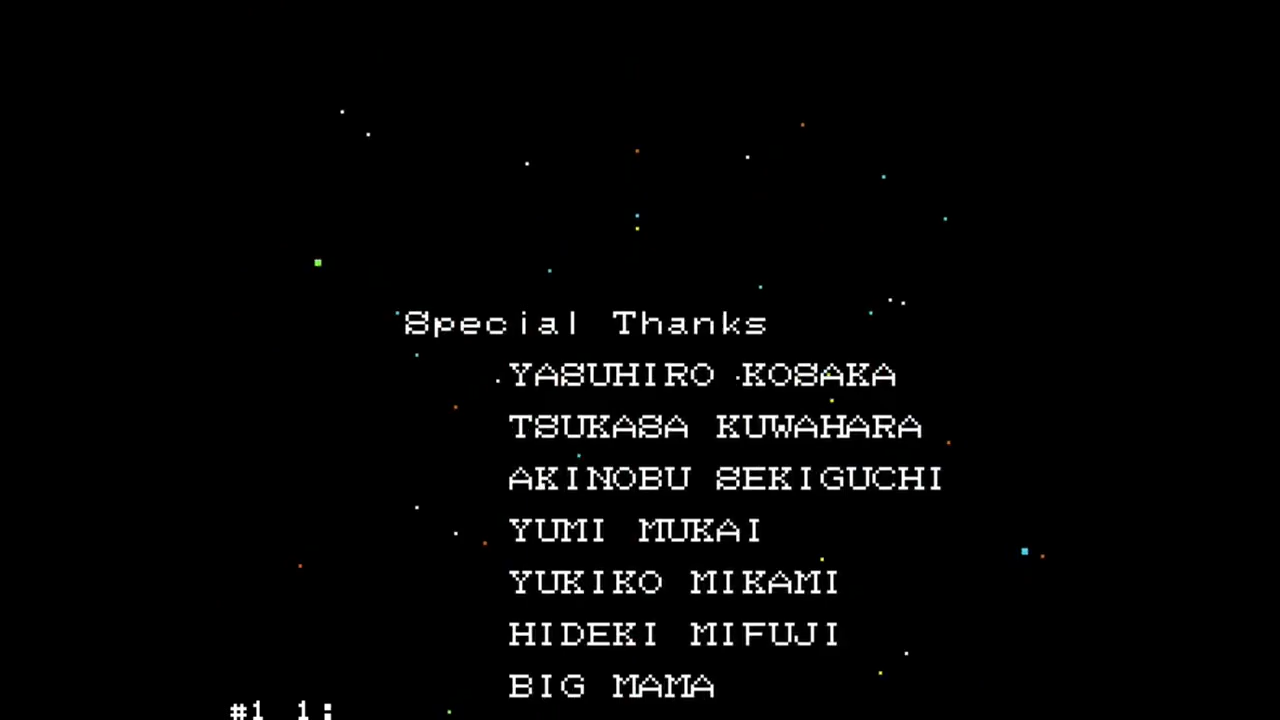 Special Thanks
YASUHIRO KOSAKA
TSUKASA KUWAHARA
AKINOBU SEKIGUCHI
YUMI MUKAI
YUKIKO MIKAMI
HIDEKI MIFUJI
BIG MAMA
#1 1: